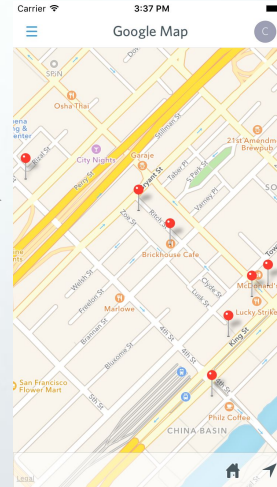 Carrier 3:37 PM
Google Map
C
SPiN
Osha Thai
City Nights
Garaje
Stillman St
21st Amendm
Brewpub
Taber Pl
S Park St
Varney Pl
Perry St
Zoe St
Ritch St
Brickhouse Cafe
Welsh St
Freelon St
Clyde St
Lusk St
McDonald's
Marlowe
Brannan St
Lucky Strike
4th St
King St
Bluxome St
4th St
San Francisco
Flower Mart
5th St
Philz Coffee
CHINA BASIN
Legal